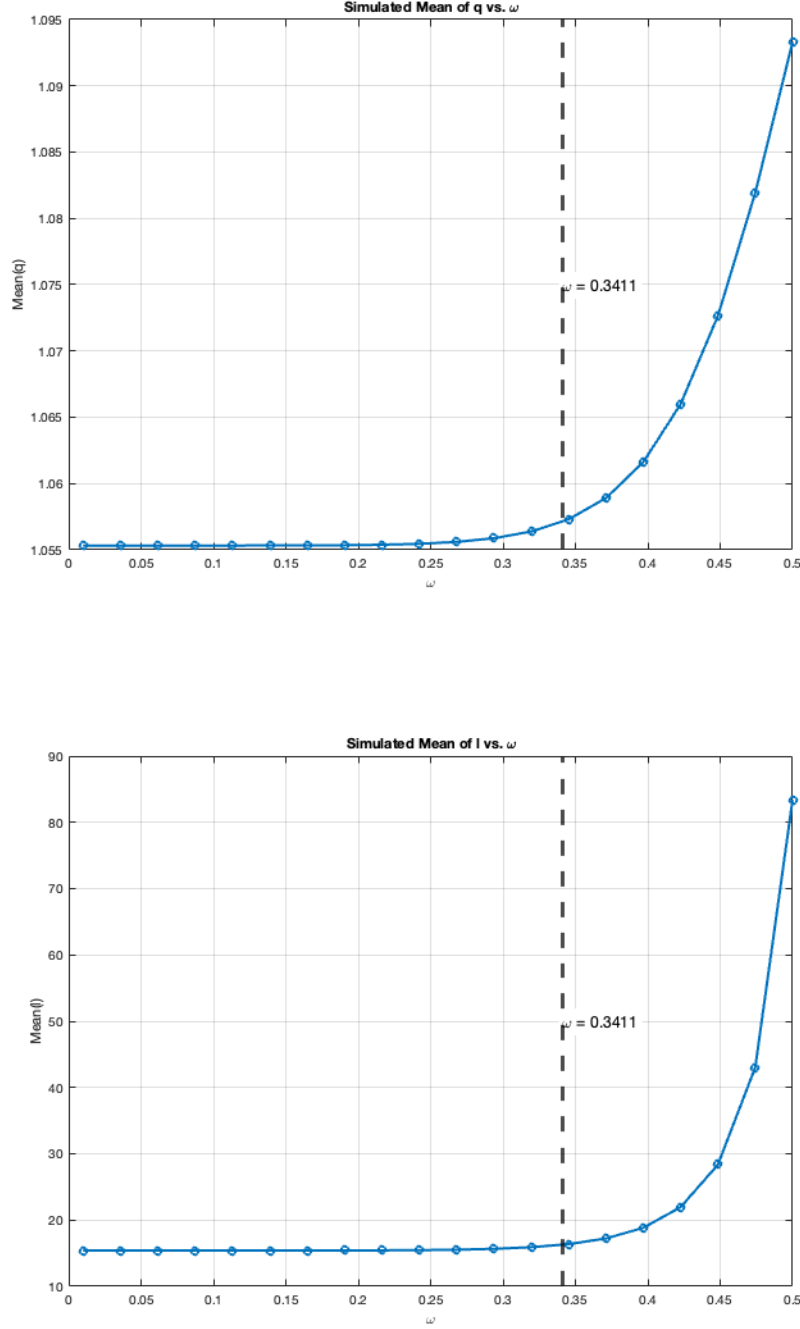 Simulated Mean of q vs. ω
1.095
1.09
1.085
1.08
1.075
1.07
1.065
1.06
1.055
Mean(q)
ω = 0.3411
0 0.05 0.1 0.15 0.2 0.25 0.3 0.35 0.4 0.45 0.5
ω
Simulated Mean of l vs. ω
90
80
70
60
50
40
30
20
10
Mean(l)
ω = 0.3411
0 0.05 0.1 0.15 0.2 0.25 0.3 0.35 0.4 0.45 0.5
ω